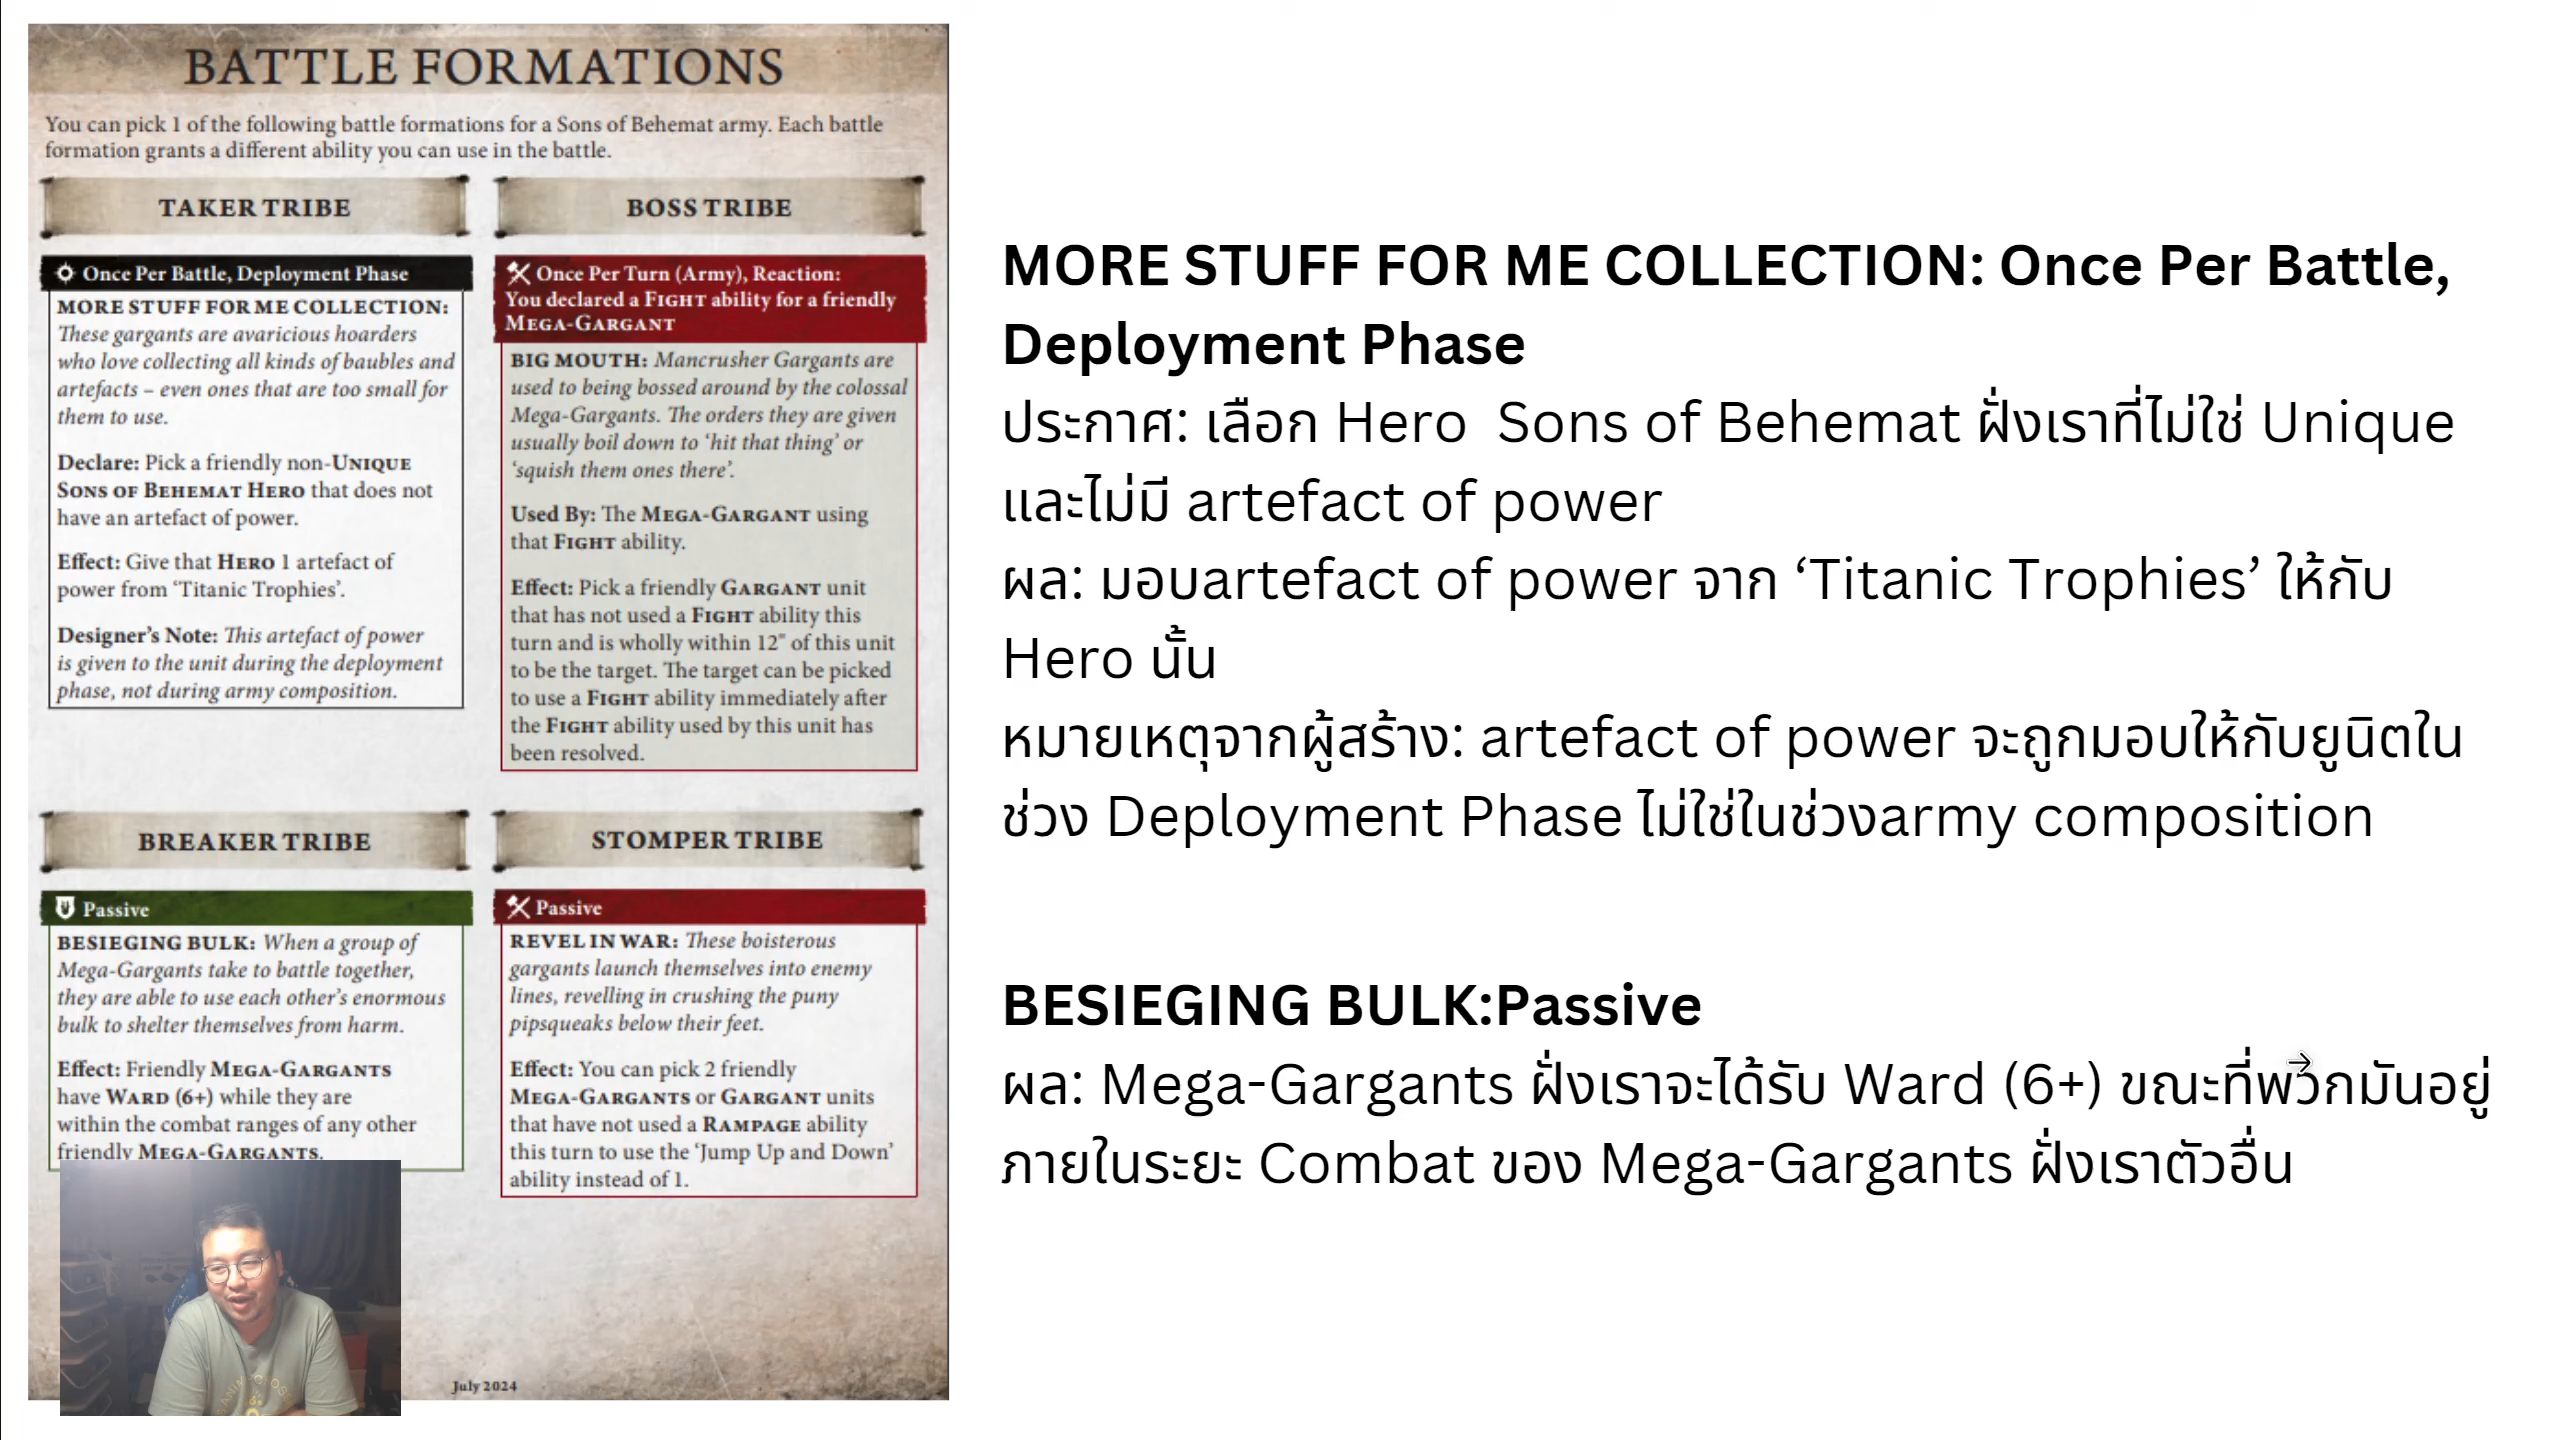 BATTLE FORMATIONS
You can pick 1 of the following battle formations for a Sons of Behemat army. Each battle
formation grants a different ability you can use in the battle.
TAKER TRIBE
Once Per Battle, Deployment Phase
MORE STUFF FOR ME COLLECTION:
These gargants are avaricious hoarders
who love collecting all kinds of baubles and
artefacts – even ones that are too small for
them to use.
Declare: Pick a friendly non-UNIQUE
SONS OF BEHEMAT HERO that does not
have an artefact of power.
Effect: Give that HERO 1 artefact of
power from ‘Titanic Trophies’.
Designer’s Note: This artefact of power
is given to the unit during the deployment
phase, not during army composition.
BOSS TRIBE
Once Per Turn (Army), Reaction:
You declared a FIGHT ability for a friendly
MEGA-GARGANT
BIG MOUTH: Mancrusher Gargants are
used to being bossed around by the colossal
Mega-Gargants. The orders they are given
usually boil down to ‘hit that thing’ or
‘squish them ones there’.
Used By: The MEGA-GARGANT using
that FIGHT ability.
Effect: Pick a friendly GARGANT unit
that has not used a FIGHT ability this
turn and is wholly within 12" of this unit
to be the target. The target can be picked
to use a FIGHT ability immediately after
the FIGHT ability used by this unit has
been resolved.
BREAKER TRIBE
Passive
BESIEGING BULK: When a group of
Mega-Gargants take to battle together,
they are able to use each other’s enormous
bulk to shelter themselves from harm.
Effect: Friendly MEGA-GARGANTS
have WARD (6+) while they are
within the combat ranges of any other
friendly MEGA-GARGANTS.
STOMPER TRIBE
Passive
REVEL IN WAR: These boisterous
gargants launch themselves into enemy
lines, revelling in crushing the puny
pipsqueaks below their feet.
Effect: You can pick 2 friendly
MEGA-GARGANTS or GARGANT units
that have not used a RAMPAGE ability
this turn to use the ‘Jump Up and Down’
ability instead of 1.
July 2024
MORE STUFF FOR ME COLLECTION: Once Per Battle,
Deployment Phase
ประกาศ: เลือก Hero Sons of Behemat ฝั่งเราที่ไม่ใช่ Unique
และไม่มี artefact of power
ผล: มอบartefact of power จาก ‘Titanic Trophies’ ให้กับ
Hero นั้น
หมายเหตุจากผู้สร้าง: artefact of power จะถูกมอบให้กับยูนิตใน
ช่วง Deployment Phase ไม่ใช่ในช่วงarmy composition
BESIEGING BULK:Passive
ผล: Mega-Gargants ฝั่งเราจะได้รับ Ward (6+) ขณะที่พวกมันอยู่
ภายในระยะ Combat ของ Mega-Gargants ฝั่งเราตัวอื่น